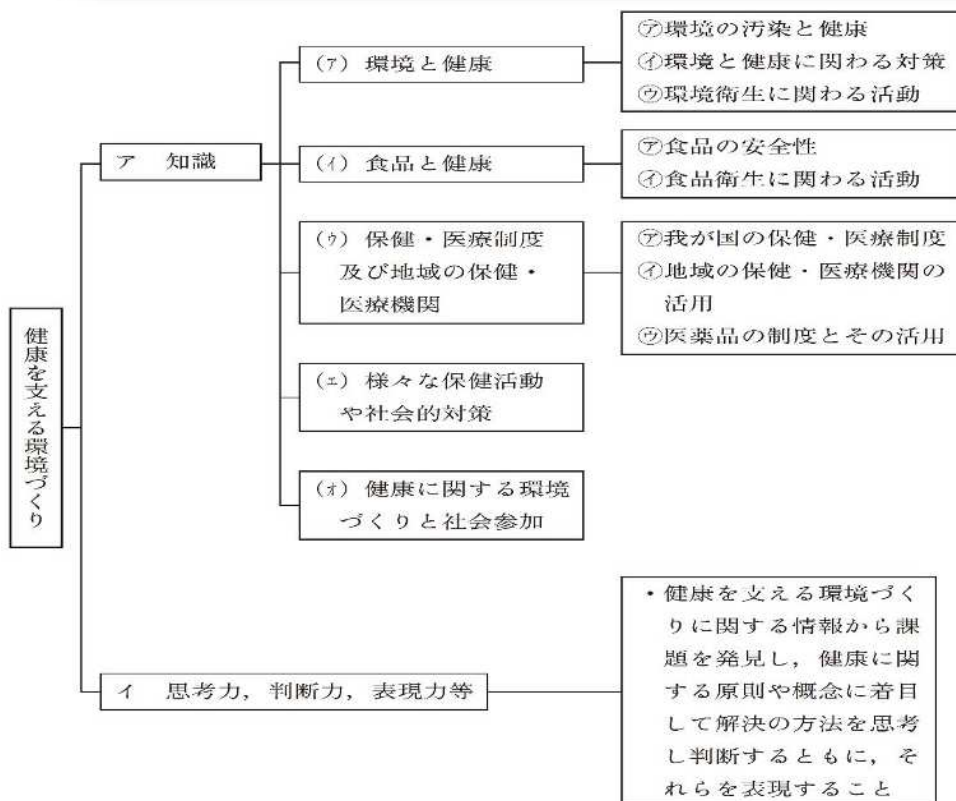 健康を支える環境づくり
ア 知識
(ア) 環境と健康
㋐環境の汚染と健康
㋑環境と健康に関わる対策
㋒環境衛生に関わる活動
(イ) 食品と健康
㋐食品の安全性
㋑食品衛生に関わる活動
(ウ) 保健・医療制度
及び地域の保健・
医療機関
㋐我が国の保健・医療制度
㋑地域の保健・医療機関の
活用
㋒医薬品の制度とその活用
(エ) 様々な保健活動
や社会的対策
(オ) 健康に関する環境
づくりと社会参加
イ 思考力，判断力，表現力等
・健康を支える環境づく
りに関する情報から課
題を発見し，健康に関
する原則や概念に着目
して解決の方法を思考
し判断するともに，そ
れらを表現すること